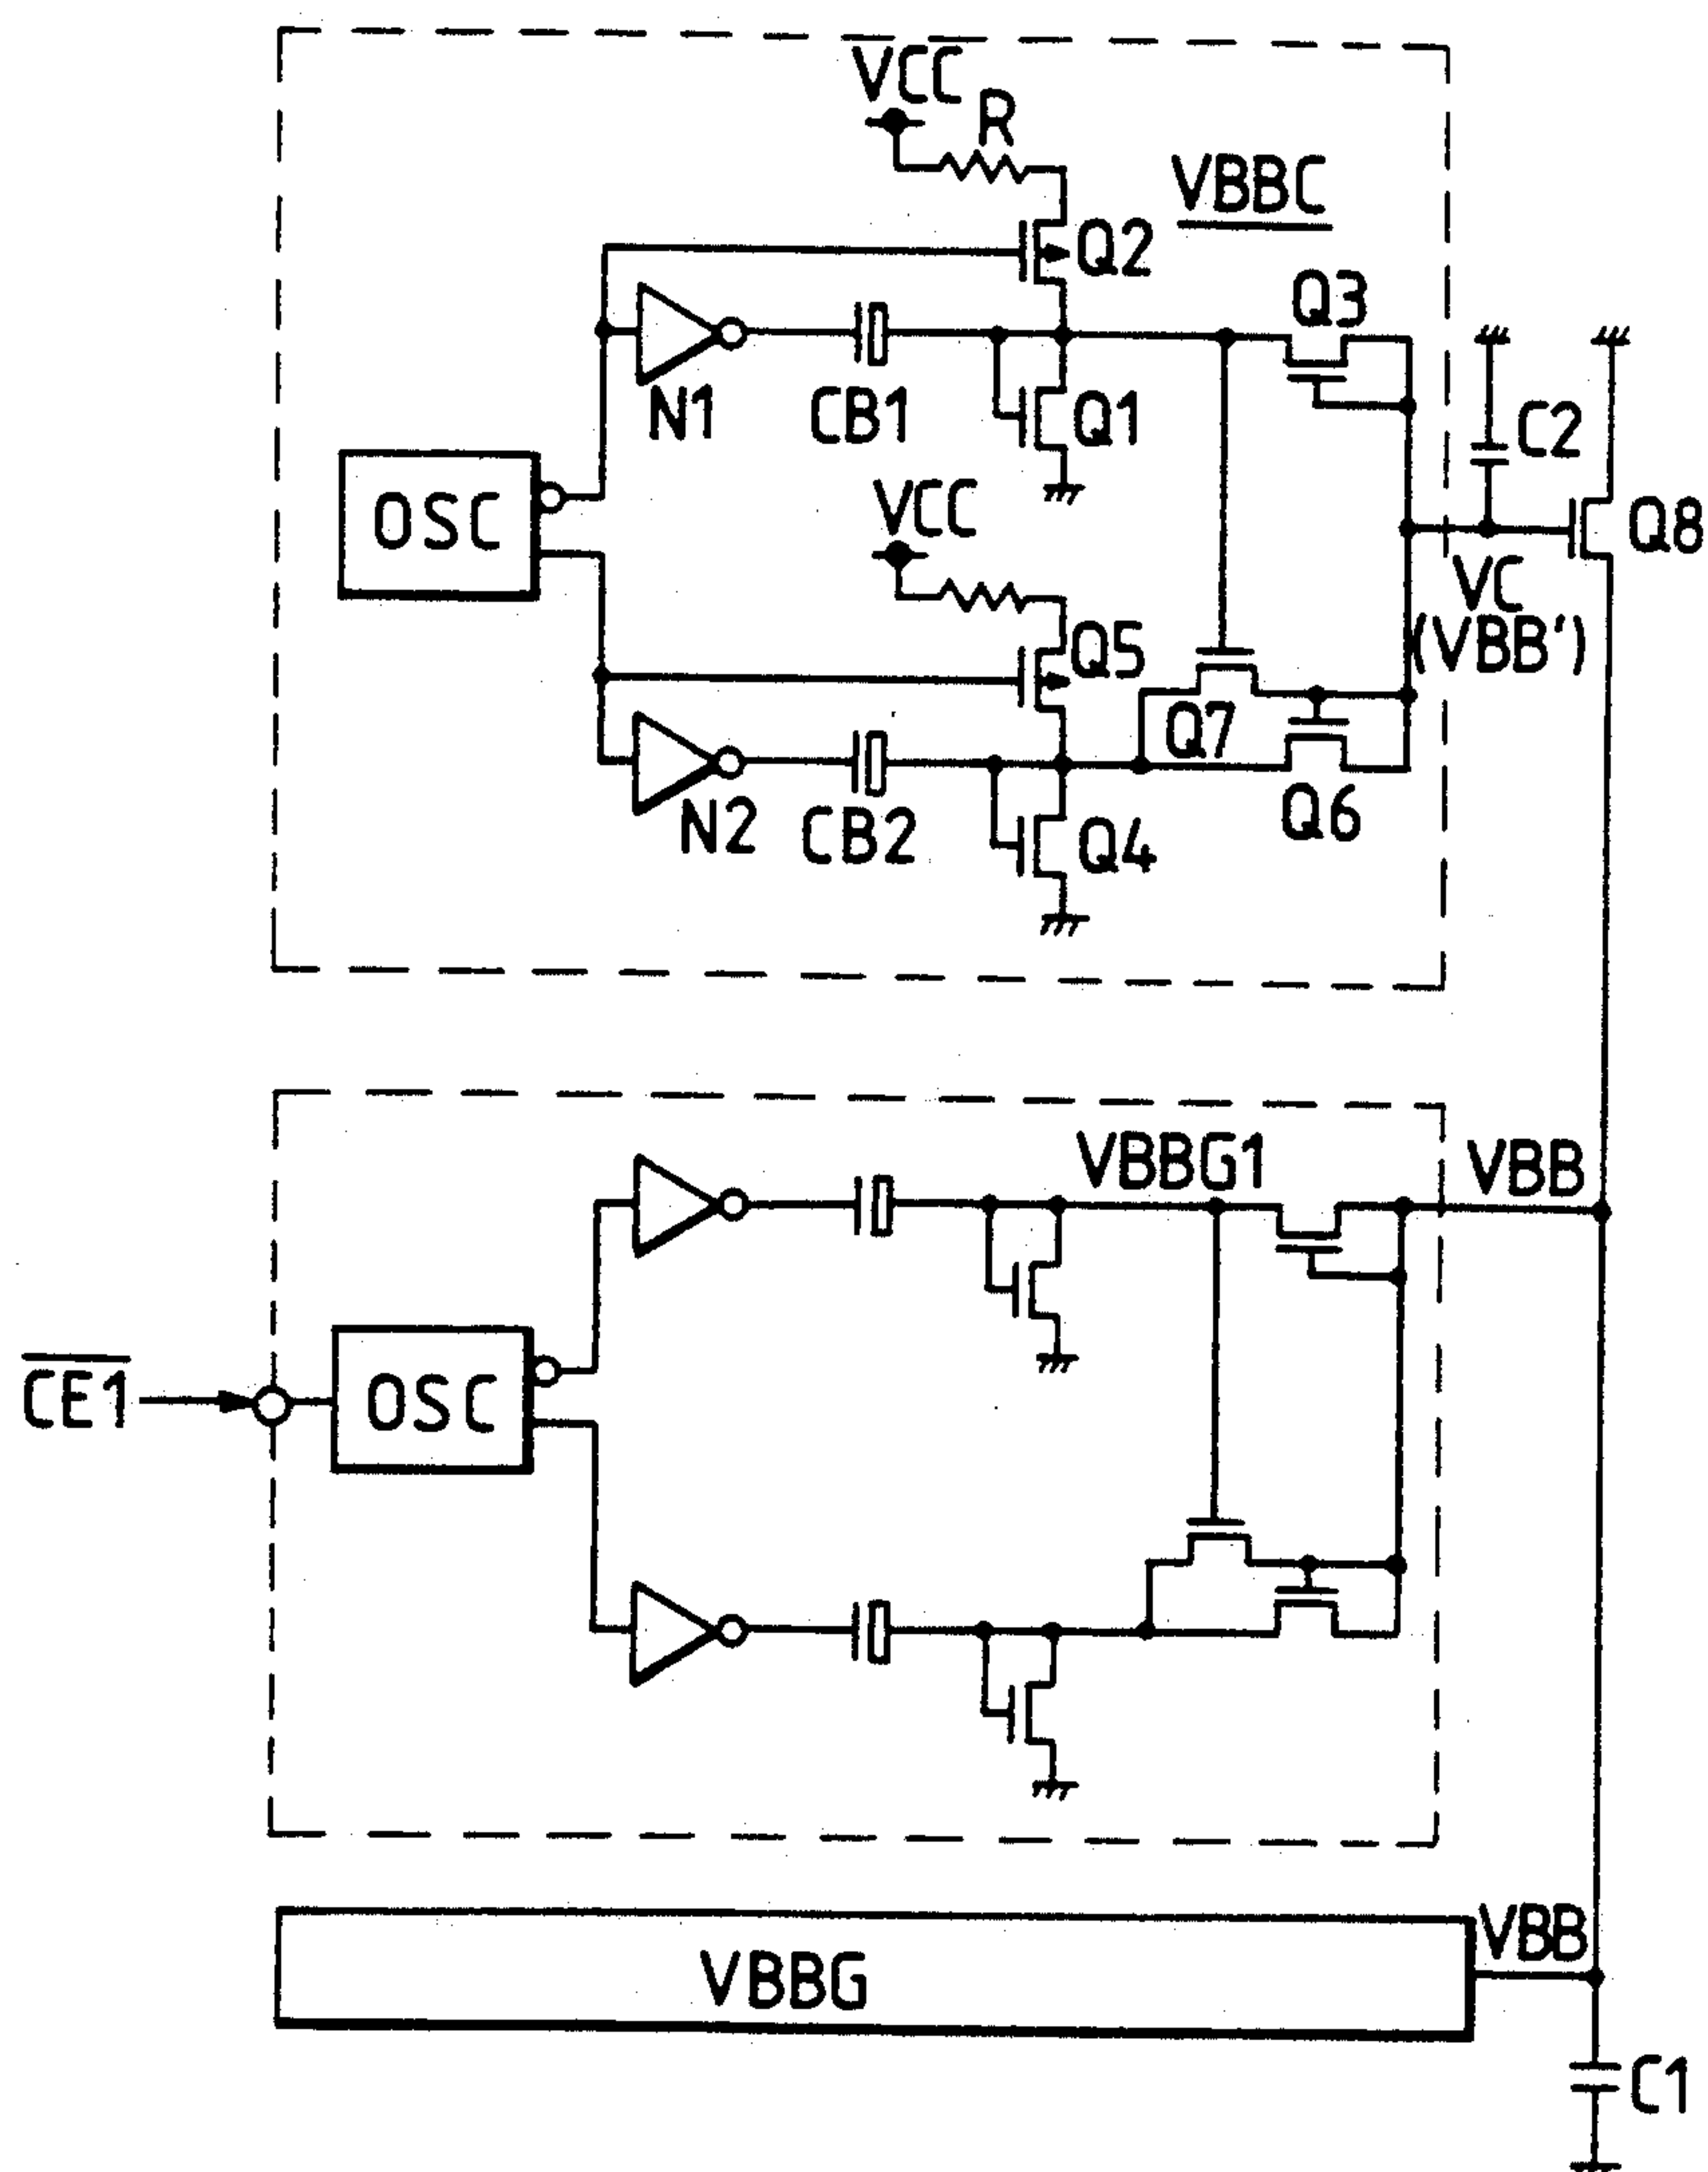 VCC
R
VBBC
Q2
Q3
N1
CB1
Q1
C2
OSC
VCC
Q8
VC
(VBB')
Q5
Q7
N2
CB2
Q4
Q6
VBBG1
VBB
CE1
OSC
VBB
VBBG
C1